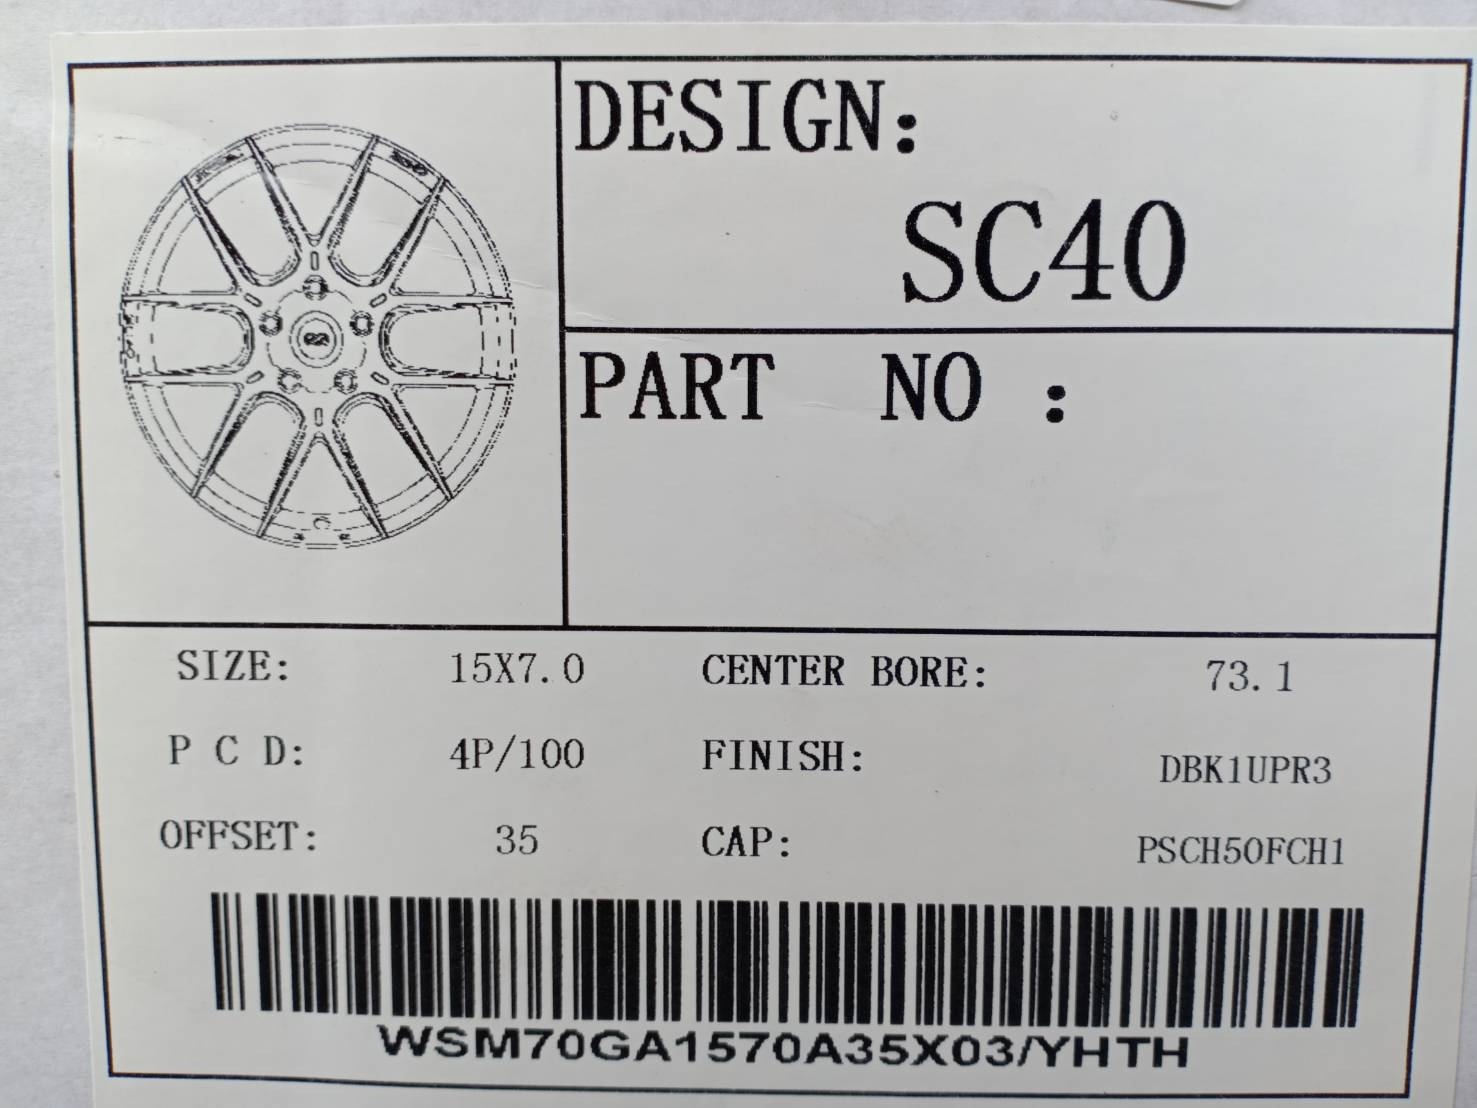 DESIGN:
SC40
PART NO :
SIZE: 15X7.0 CENTER BORE: 73.1
P C D: 4P/100 FINISH: DBK1UPR3
OFFSET: 35 CAP: PSCH50FCH1
WSM70GA1570A35X03/YHTH